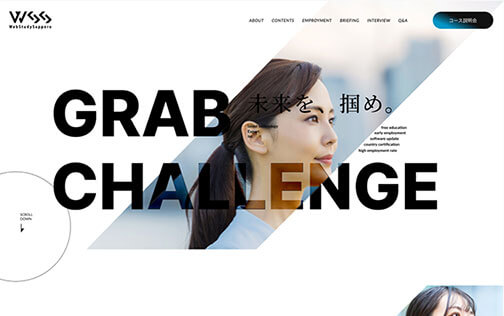 WSS
WebStudySapporo
ABOUT CONTENTS EMPROYMENT BRIEFING INTERVIEW Q&A
コース説明会
GRAB
未来を、掴め。
free education
early employment
software update
country certification
high employment rate
CHALLENGE
SCROLL
DOWN